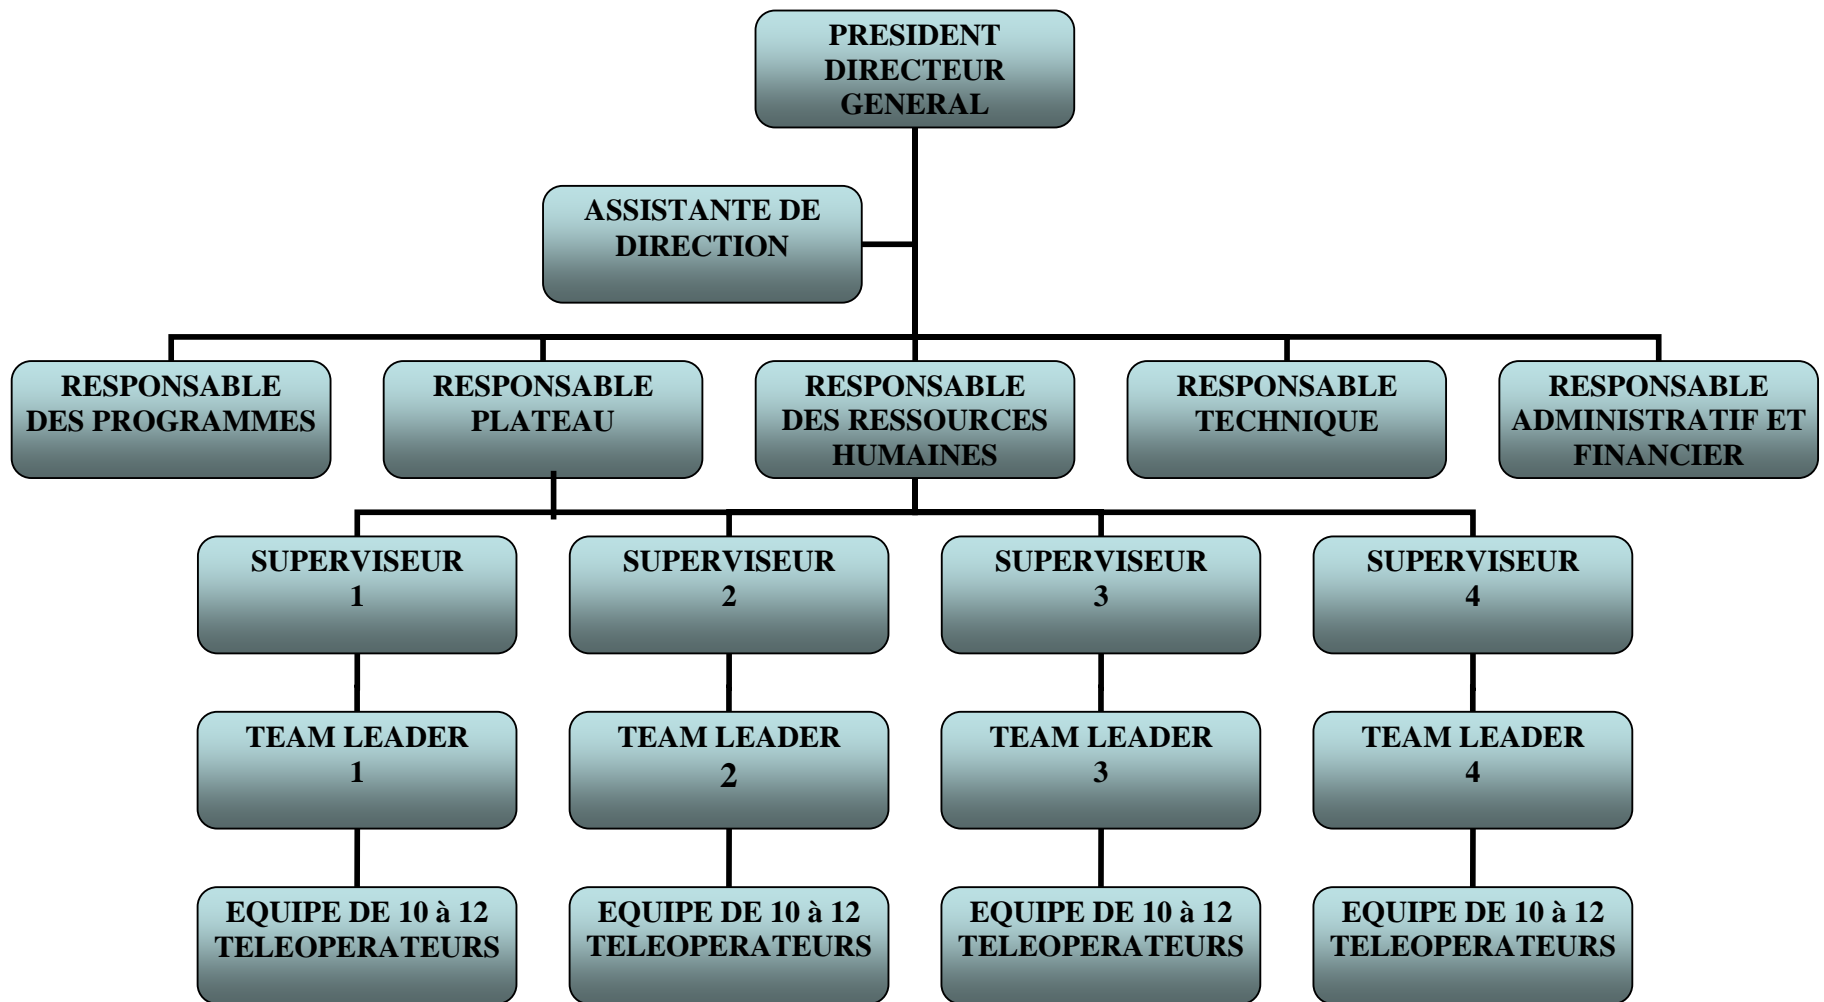 PRESIDENT
DIRECTEUR
GENERAL
ASSISTANTE DE
DIRECTION
RESPONSABLE
DES PROGRAMMES
RESPONSABLE
PLATEAU
RESPONSABLE
DES RESSOURCES
HUMAINES
RESPONSABLE
TECHNIQUE
RESPONSABLE
ADMINISTRATIF ET
FINANCIER
SUPERVISEUR
1
SUPERVISEUR
2
SUPERVISEUR
3
SUPERVISEUR
4
TEAM LEADER
1
TEAM LEADER
2
TEAM LEADER
3
TEAM LEADER
4
EQUIPE DE 10 à 12
TELEOPERATEURS
EQUIPE DE 10 à 12
TELEOPERATEURS
EQUIPE DE 10 à 12
TELEOPERATEURS
EQUIPE DE 10 à 12
TELEOPERATEURS